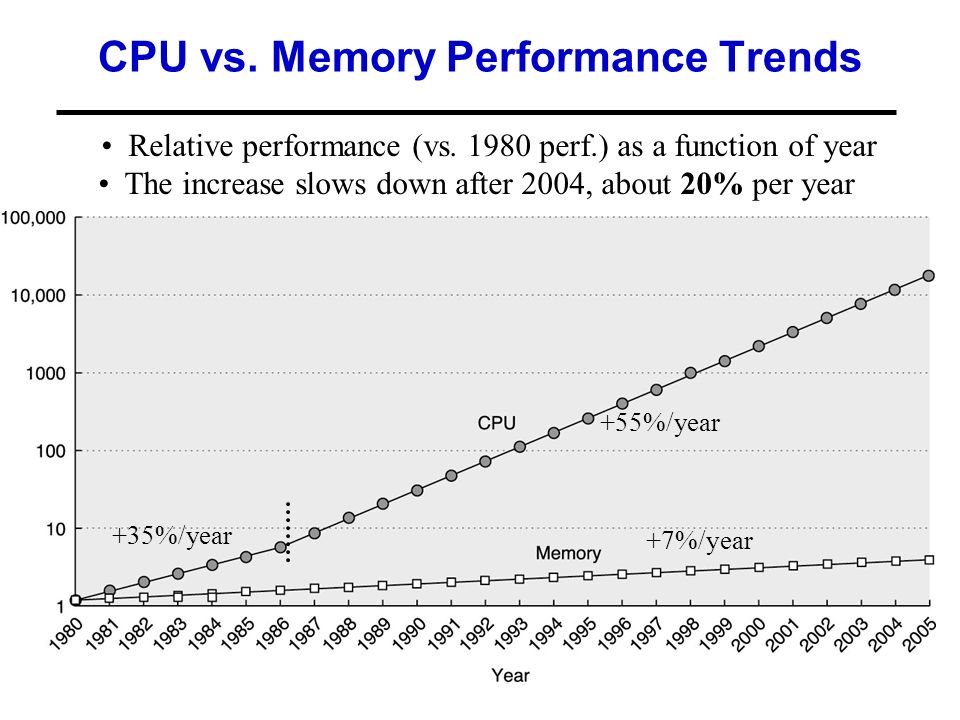 CPU vs. Memory Performance Trends
• Relative performance (vs. 1980 perf.) as a function of year
• The increase slows down after 2004, about 20% per year
100,000
10,000
1000
CPU
+55%/year
100
10
+35%/year
+7%/year
Memory
1
1980 1981 1982 1983 1984 1985 1986 1987 1988 1989 1990 1991 1992 1993 1994 1995 1996 1997 1998 1999 2000 2001 2002 2003 2004 2005
Year